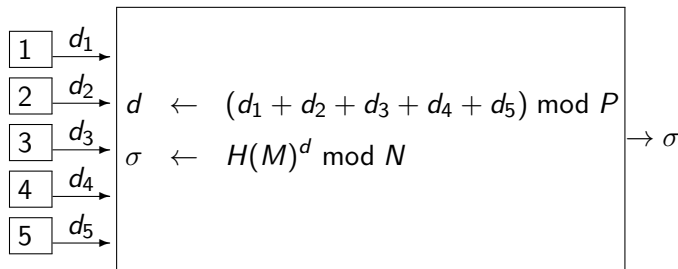 1 d₁
2 d₂
d ← (d₁ + d₂ + d₃ + d₄ + d₅) mod P
3 d₃
σ ← H(M)ᵈ mod N
→ σ
4 d₄
5 d₅